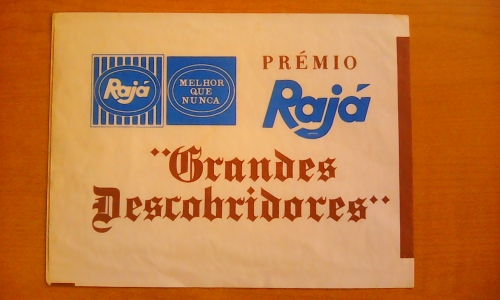 Rajá
MELHOR
QUE
NUNCA
PRÉMIO
Rajá
"Grandes
Descobridores"